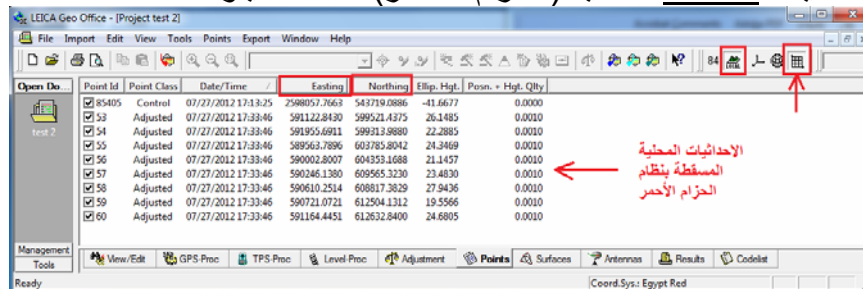 LEICA Geo Office - [Project test 2]
File Import Edit View Tools Points Export Window Help
84 LOCAL
Open Do... Point Id Point Class Date/Time / Easting Northing Ellip. Hgt. Posn. + Hgt. Qlty
85405 Control 07/27/2012 17:13:25 2598057.7663 543719.0886 -41.6677 0.0000
53 Adjusted 07/27/2012 17:33:46 591122.8430 599521.4375 26.1485 0.0010
54 Adjusted 07/27/2012 17:33:46 591955.6911 599313.9880 22.2885 0.0010
55 Adjusted 07/27/2012 17:33:46 589563.7896 603785.8042 24.3469 0.0010
56 Adjusted 07/27/2012 17:33:46 590002.8007 604353.1688 21.1457 0.0010
57 Adjusted 07/27/2012 17:33:46 590246.1380 609565.3230 23.4830 0.0010
58 Adjusted 07/27/2012 17:33:46 590610.2514 608817.3829 27.9436 0.0010
59 Adjusted 07/27/2012 17:33:46 590721.0721 612504.1312 19.5566 0.0010
60 Adjusted 07/27/2012 17:33:46 591164.4451 612632.8400 24.6805 0.0010
test 2
الاحداثيات المحلية
المسقطة بنظام
الحزام الأحمر
Management
Tools
View/Edit GPS-Proc TPS-Proc Level-Proc Adjustment Points Surfaces Antennas Results Codelist
Ready Coord.Sys.: Egypt Red